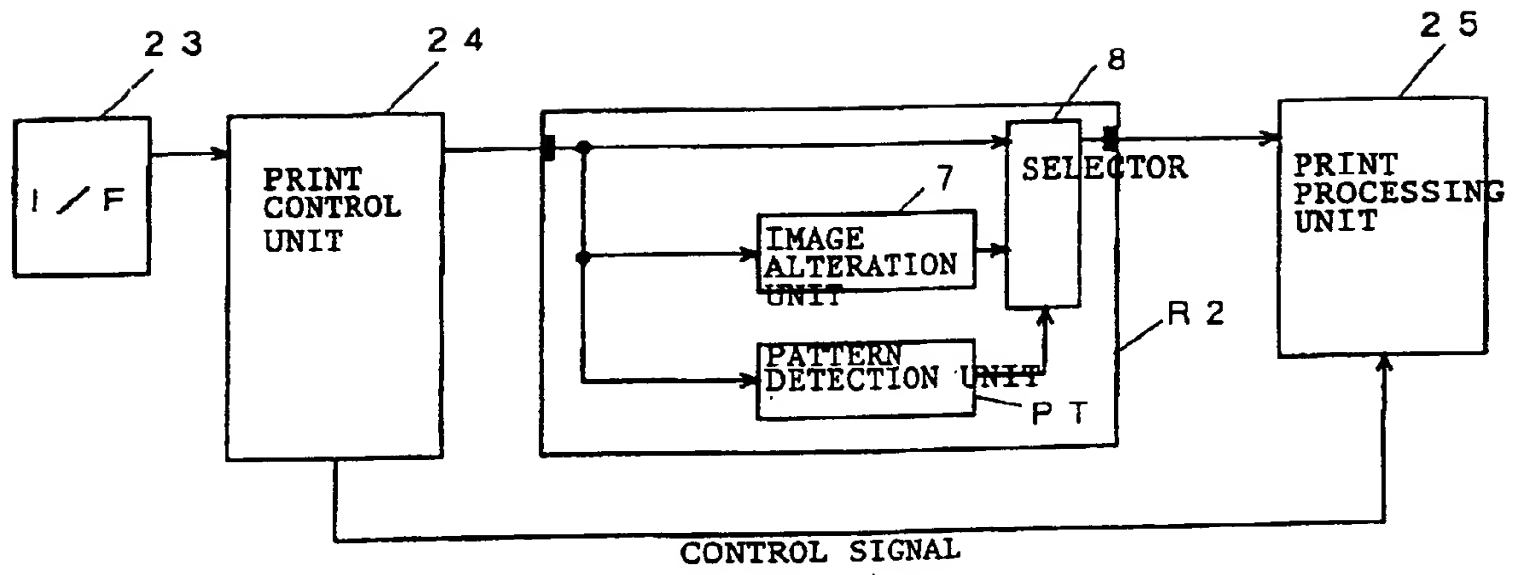 23
24
8
25
I/F
PRINT
CONTROL
UNIT
SELECTOR
PRINT
PROCESSING
UNIT
7
IMAGE
ALTERATION
UNIT
R2
PATTERN
DETECTION UNIT
PT
CONTROL SIGNAL